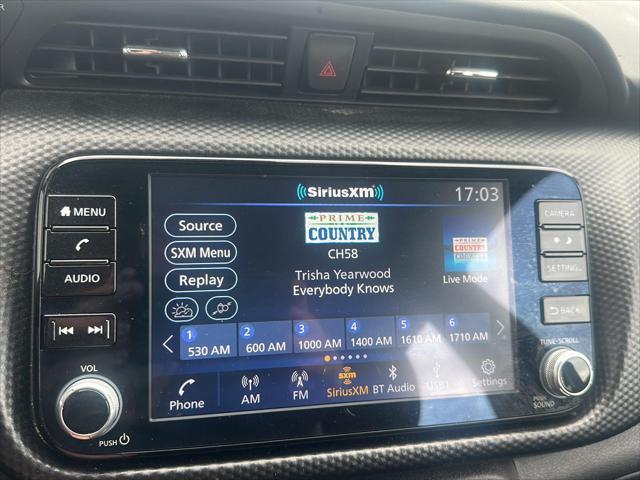 SiriusXM
17:03
MENU
Source
PRIME
COUNTRY
CAMERA
SXM Menu
CH58
AUDIO
Replay
Trisha Yearwood
Everybody Knows
Live Mode
BACK
1 2 3 4 5 6
530 AM 600 AM 1000 AM 1400 AM 1610 AM 1710 AM
VOL
TUNE·SCROLL
sxm
Phone AM FM SiriusXM BT Audio USB1 Settings
PUSH
PUSH
SOUND